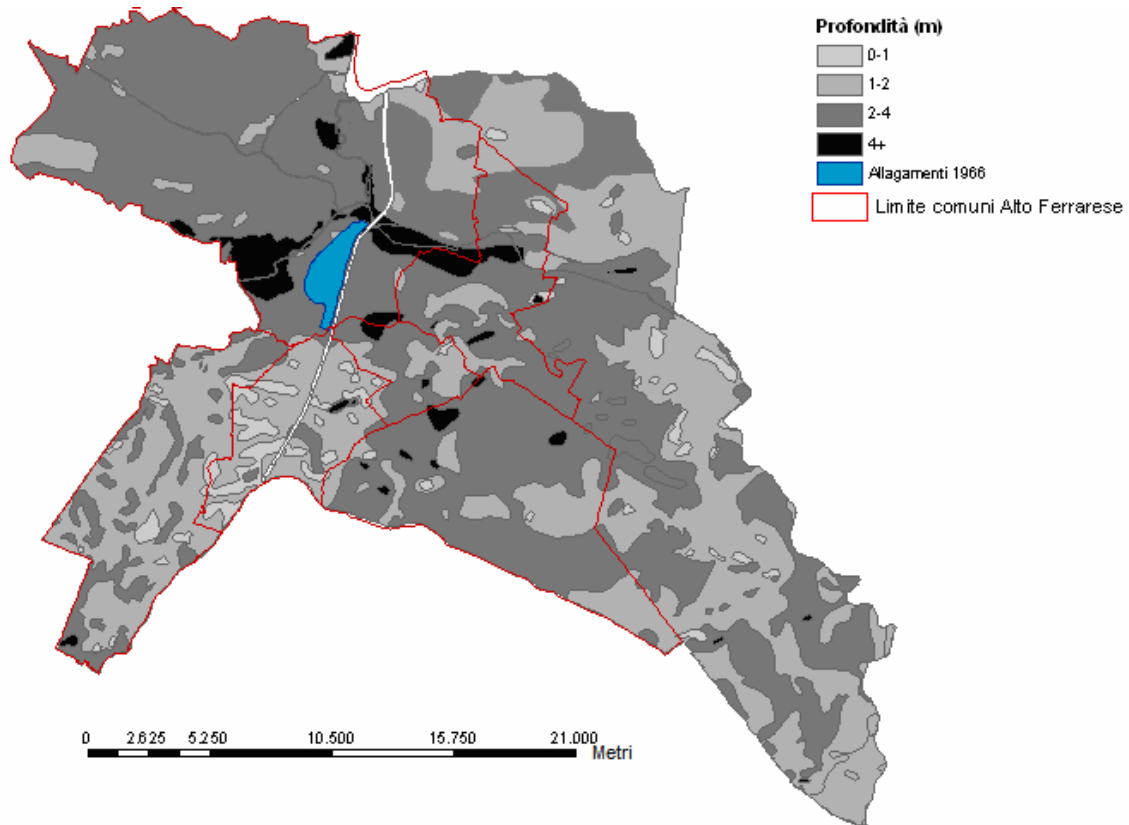 Profondità (m)
0-1
1-2
2-4
4+
Allagamenti 1966
Limite comuni Alto Ferrarese
0 2.625 5.250 10.500 15.750 21.000
Metri